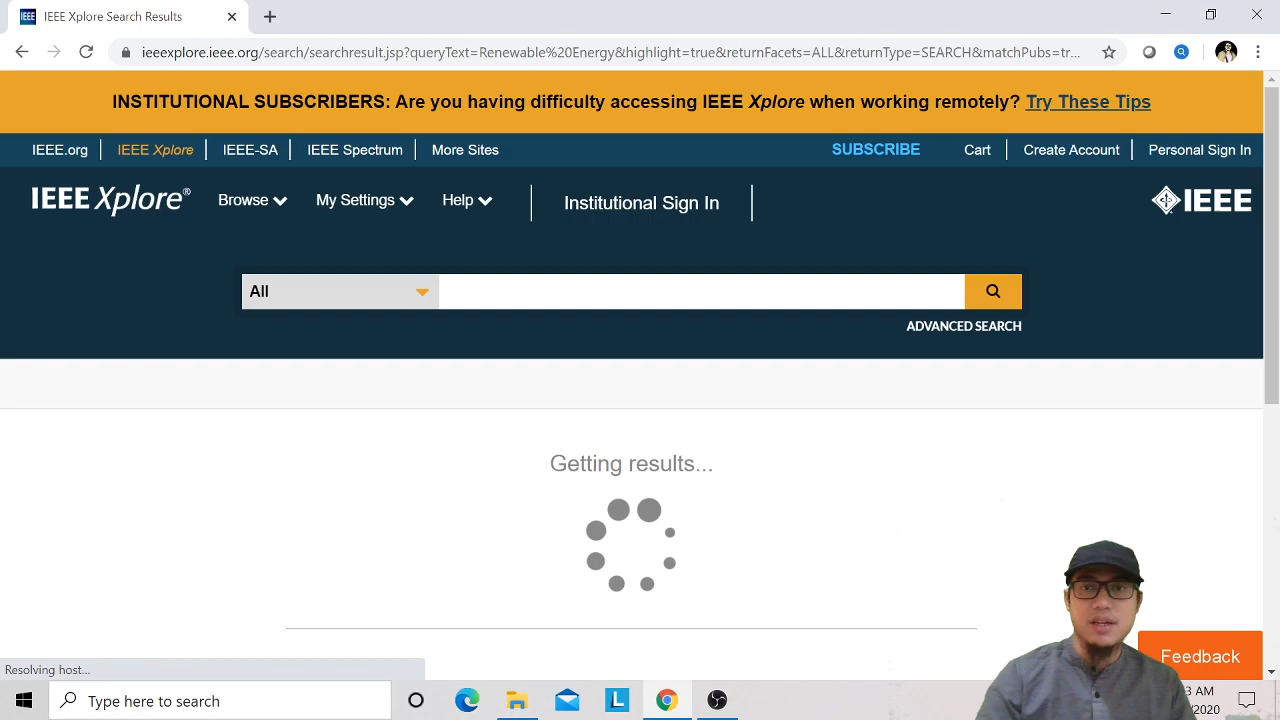 IEEE Xplore Search Results
ieeexplore.ieee.org/search/searchresult.jsp?queryText=Renewable%20Energy&highlight=true&returnFacets=ALL&returnType=SEARCH&matchPubs=tr...
INSTITUTIONAL SUBSCRIBERS: Are you having difficulty accessing IEEE Xplore when working remotely? Try These Tips
IEEE.org IEEE Xplore IEEE-SA IEEE Spectrum More Sites SUBSCRIBE Cart Create Account Personal Sign In
IEEE Xplore® Browse My Settings Help Institutional Sign In IEEE
All
ADVANCED SEARCH
Getting results...
Feedback
Resolving host...
Type here to search
3 AM
2020